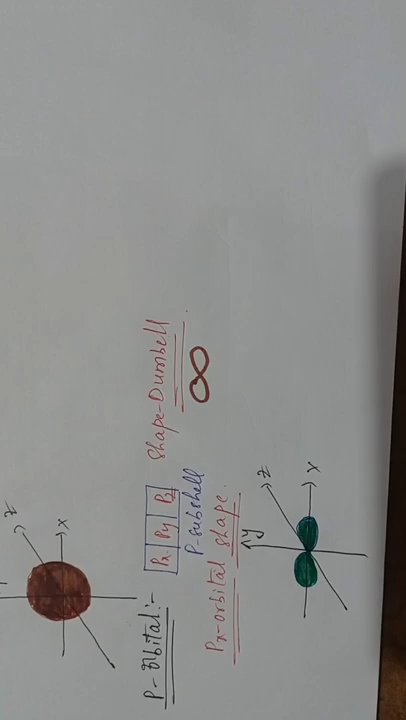 z
x
P-orbital:- Px Py Pz Shape-Dumbell
P-subshell
Px-orbital shape.
y
z
x